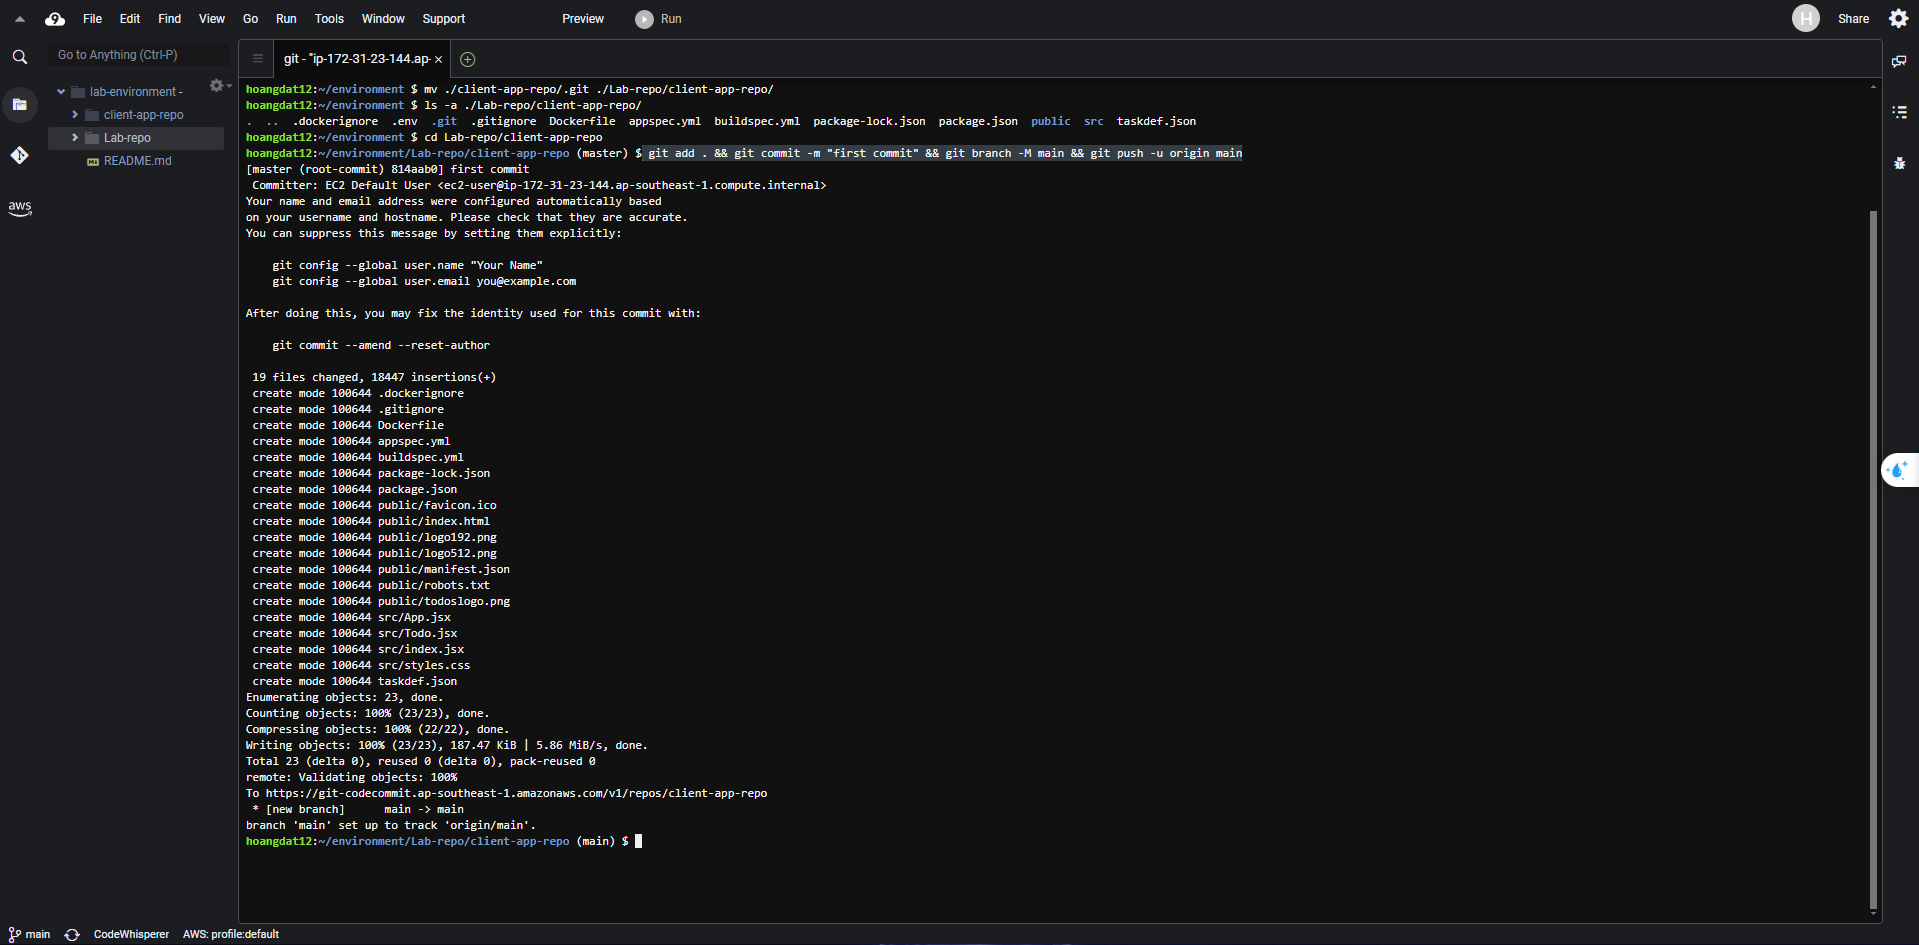 File Edit Find View Go Run Tools Window Support Preview Run H Share
Go to Anything (Ctrl-P)
git - "ip-172-31-23-144.ap-
lab-environment -
client-app-repo
Lab-repo
README.md
aws
hoangdat12:~/environment $ mv ./client-app-repo/.git ./Lab-repo/client-app-repo/
hoangdat12:~/environment $ ls -a ./Lab-repo/client-app-repo/
. .. .dockerignore .env .git .gitignore Dockerfile appspec.yml buildspec.yml package-lock.json package.json public src taskdef.json
hoangdat12:~/environment $ cd Lab-repo/client-app-repo
hoangdat12:~/environment/Lab-repo/client-app-repo (master) $ git add . && git commit -m "first commit" && git branch -M main && git push -u origin main
[master (root-commit) 814aab0] first commit
Committer: EC2 Default User <ec2-user@ip-172-31-23-144.ap-southeast-1.compute.internal>
Your name and email address were configured automatically based
on your username and hostname. Please check that they are accurate.
You can suppress this message by setting them explicitly:
git config --global user.name "Your Name"
git config --global user.email you@example.com
After doing this, you may fix the identity used for this commit with:
git commit --amend --reset-author
19 files changed, 18447 insertions(+)
create mode 100644 .dockerignore
create mode 100644 .gitignore
create mode 100644 Dockerfile
create mode 100644 appspec.yml
create mode 100644 buildspec.yml
create mode 100644 package-lock.json
create mode 100644 package.json
create mode 100644 public/favicon.ico
create mode 100644 public/index.html
create mode 100644 public/logo192.png
create mode 100644 public/logo512.png
create mode 100644 public/manifest.json
create mode 100644 public/robots.txt
create mode 100644 public/todoslogo.png
create mode 100644 src/App.jsx
create mode 100644 src/Todo.jsx
create mode 100644 src/index.jsx
create mode 100644 src/styles.css
create mode 100644 taskdef.json
Enumerating objects: 23, done.
Counting objects: 100% (23/23), done.
Compressing objects: 100% (22/22), done.
Writing objects: 100% (23/23), 187.47 KiB | 5.86 MiB/s, done.
Total 23 (delta 0), reused 0 (delta 0), pack-reused 0
remote: Validating objects: 100%
To https://git-codecommit.ap-southeast-1.amazonaws.com/v1/repos/client-app-repo
* [new branch] main -> main
branch 'main' set up to track 'origin/main'.
hoangdat12:~/environment/Lab-repo/client-app-repo (main) $
main CodeWhisperer AWS: profile:default